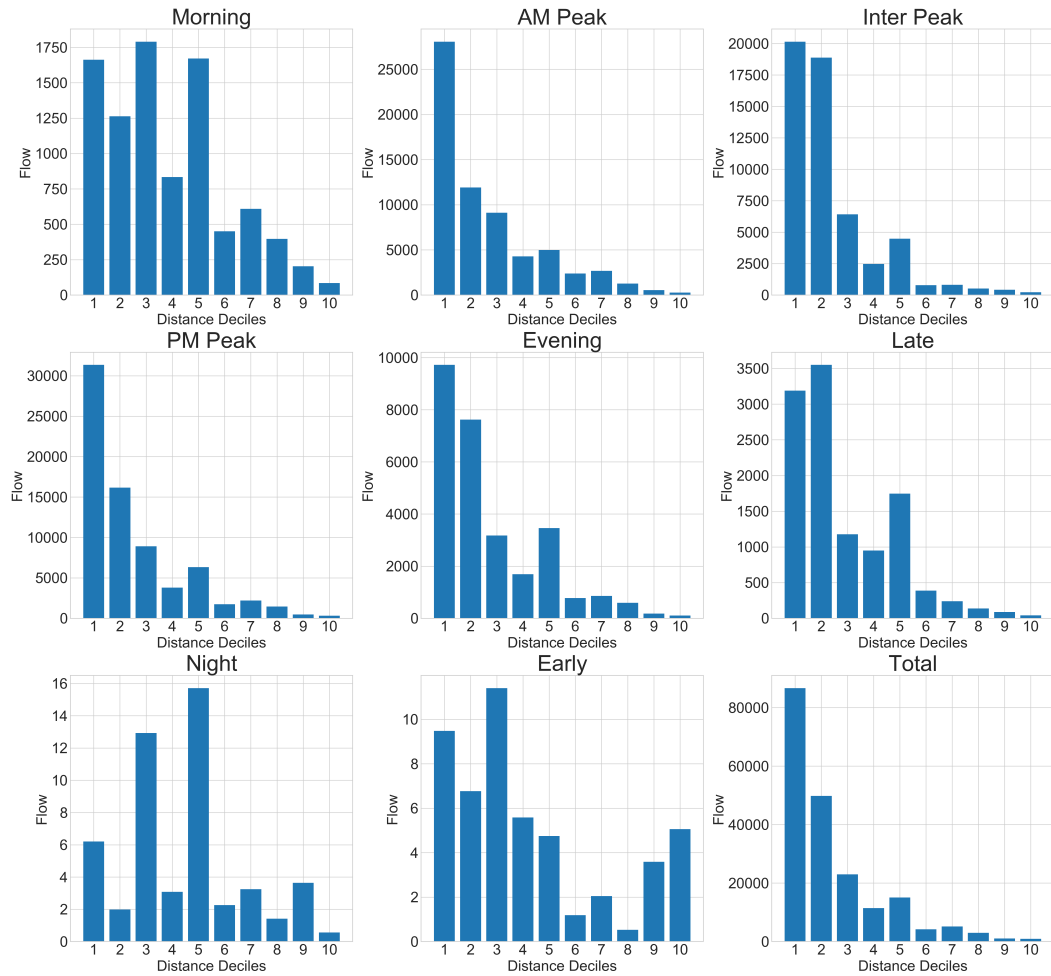 Morning
AM Peak
Inter Peak
Flow
1750
1500
1250
1000
750
500
250
0
1 2 3 4 5 6 7 8 9 10
Distance Deciles
Flow
25000
20000
15000
10000
5000
0
1 2 3 4 5 6 7 8 9 10
Distance Deciles
Flow
20000
17500
15000
12500
10000
7500
5000
2500
0
1 2 3 4 5 6 7 8 9 10
Distance Deciles
PM Peak
Evening
Late
Flow
30000
25000
20000
15000
10000
5000
0
1 2 3 4 5 6 7 8 9 10
Distance Deciles
Flow
10000
8000
6000
4000
2000
0
1 2 3 4 5 6 7 8 9 10
Distance Deciles
Flow
3500
3000
2500
2000
1500
1000
500
0
1 2 3 4 5 6 7 8 9 10
Distance Deciles
Night
Early
Total
Flow
16
14
12
10
8
6
4
2
0
1 2 3 4 5 6 7 8 9 10
Distance Deciles
Flow
10
8
6
4
2
0
1 2 3 4 5 6 7 8 9 10
Distance Deciles
Flow
80000
60000
40000
20000
0
1 2 3 4 5 6 7 8 9 10
Distance Deciles